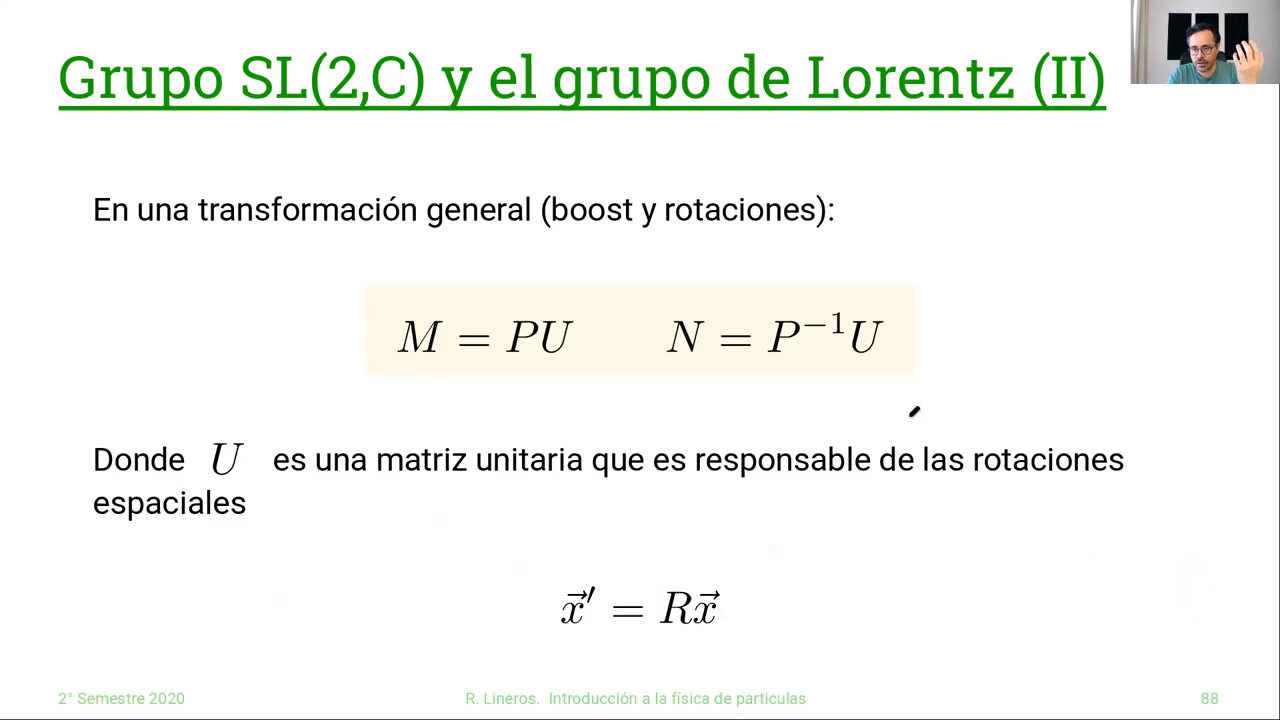 Grupo SL(2,C) y el grupo de Lorentz (II)
En una transformación general (boost y rotaciones):
M = PU N = P⁻¹U
Donde U es una matriz unitaria que es responsable de las rotaciones
espaciales
x⃗′ = Rx⃗
2° Semestre 2020 R. Lineros. Introducción a la física de particulas 88